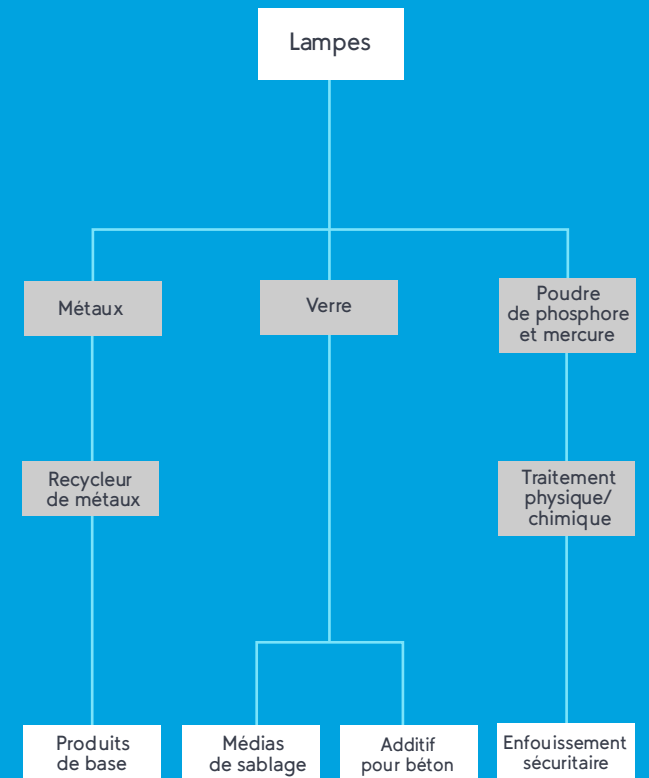 Lampes
Métaux
Verre
Poudre
de phosphore
et mercure
Recycleur
de métaux
Traitement
physique/
chimique
Produits
de base
Médias
de sablage
Additif
pour béton
Enfouissement
sécuritaire